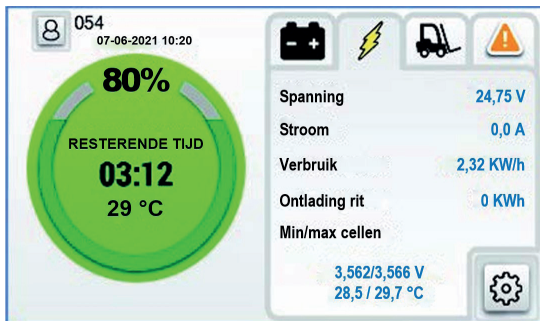 054
07-06-2021 10:20
80%
RESTERENDE TIJD
03:12
29 °C
Spanning 24,75 V
Stroom 0,0 A
Verbruik 2,32 KW/h
Ontlading rit 0 KWh
Min/max cellen
3,562/3,566 V
28,5 / 29,7 °C